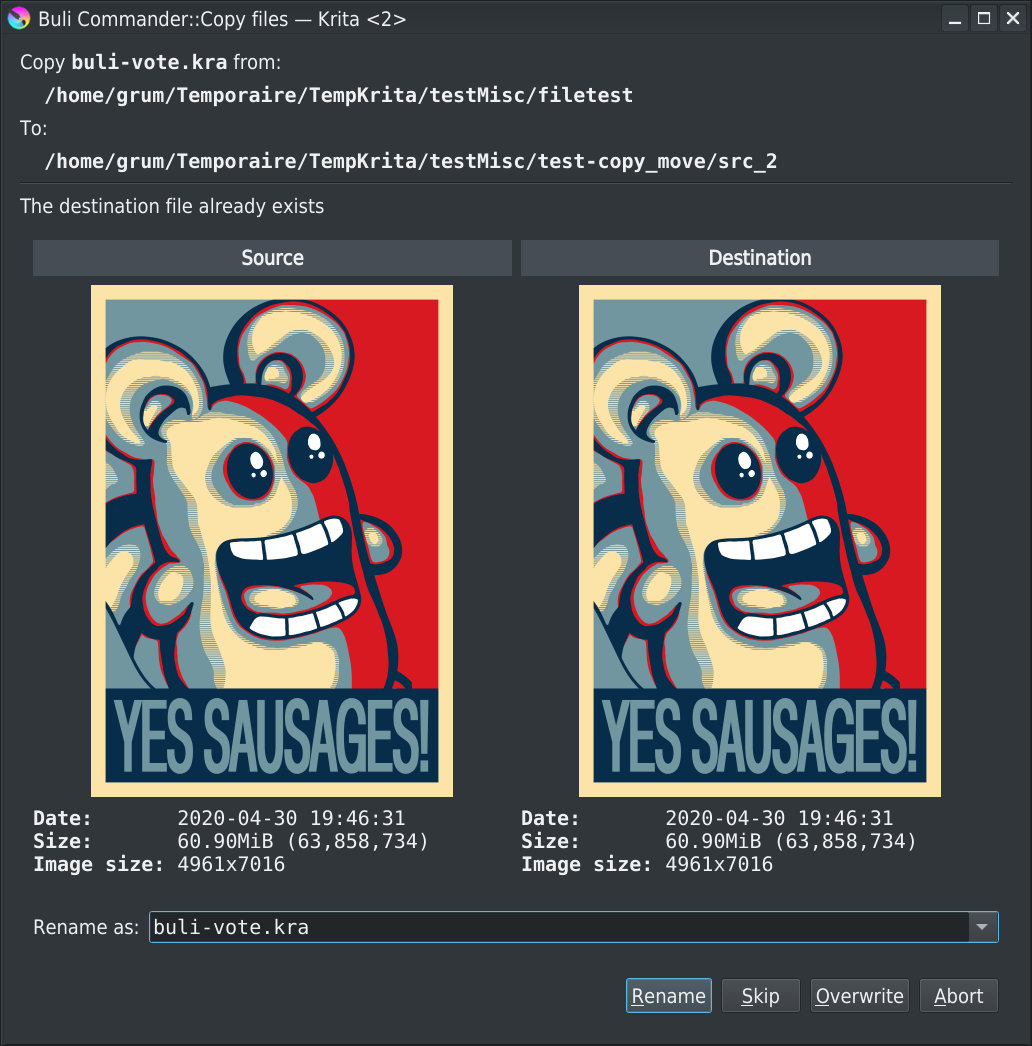 Buli Commander::Copy files — Krita <2>
Copy buli-vote.kra from:
/home/grum/Temporaire/TempKrita/testMisc/filetest
To:
/home/grum/Temporaire/TempKrita/testMisc/test-copy_move/src_2
The destination file already exists
Source Destination
YES SAUSAGES! YES SAUSAGES!
Date: 2020-04-30 19:46:31 Date: 2020-04-30 19:46:31
Size: 60.90MiB (63,858,734) Size: 60.90MiB (63,858,734)
Image size: 4961x7016 Image size: 4961x7016
Rename as: buli-vote.kra
Rename Skip Overwrite Abort